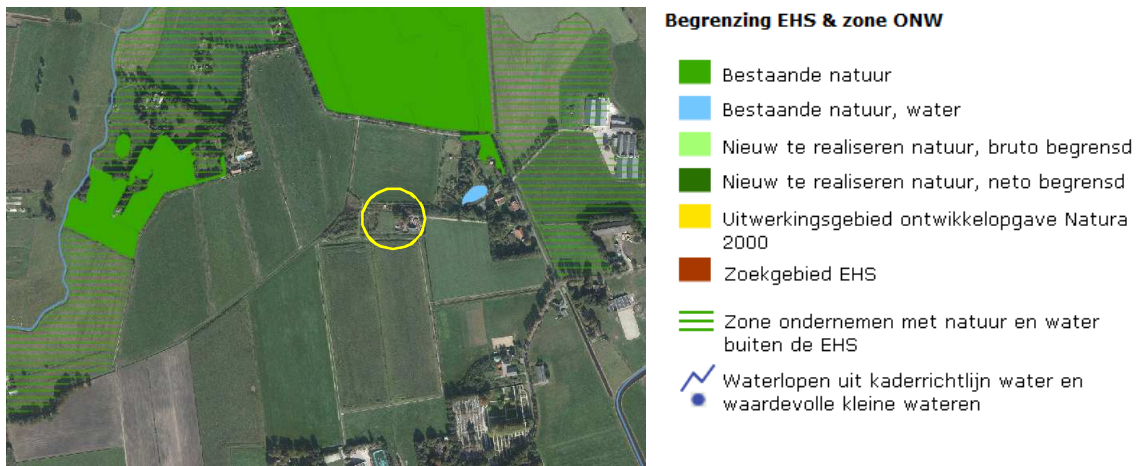 Begrenzing EHS & zone ONW
Bestaande natuur
Bestaande natuur, water
Nieuw te realiseren natuur, bruto begrensd
Nieuw te realiseren natuur, neto begrensd
Uitwerkingsgebied ontwikkelopgave Natura
2000
Zoekgebied EHS
Zone ondernemen met natuur en water
buiten de EHS
Waterlopen uit kaderrichtlijn water en
waardevolle kleine wateren